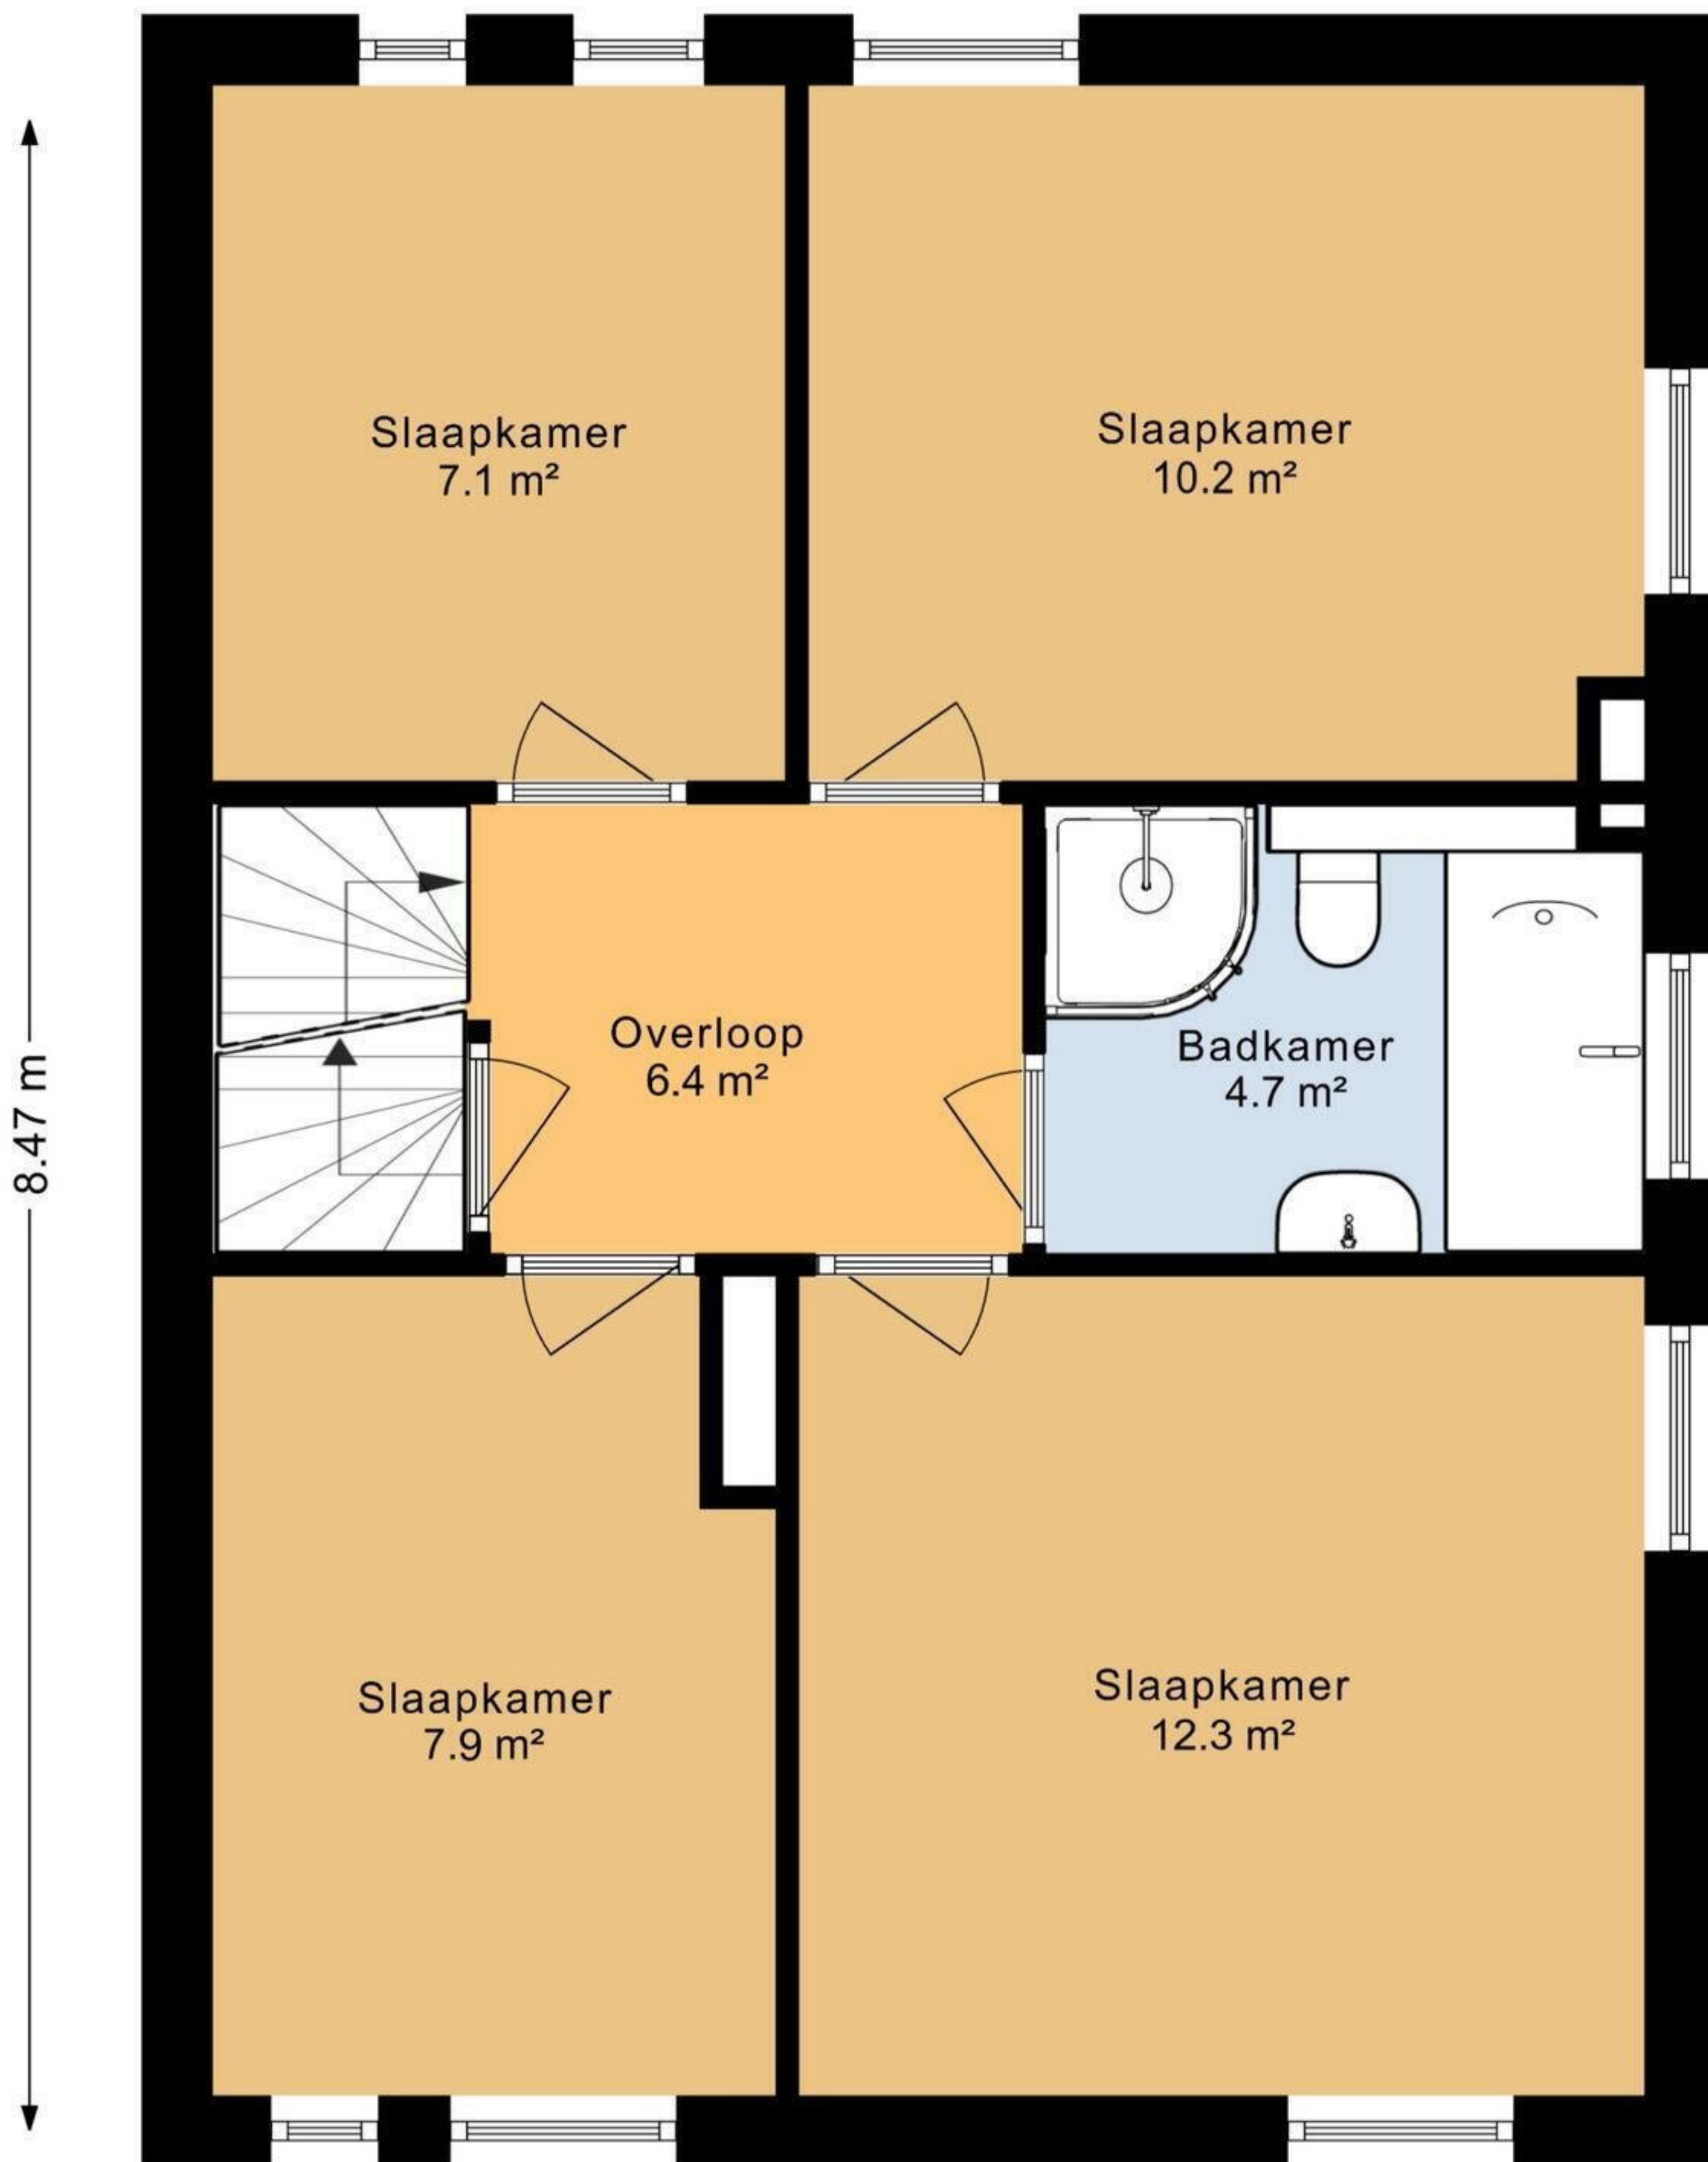 Slaapkamer
7.1 m²
Slaapkamer
10.2 m²
8.47 m
Overloop
6.4 m²
Badkamer
4.7 m²
Slaapkamer
7.9 m²
Slaapkamer
12.3 m²